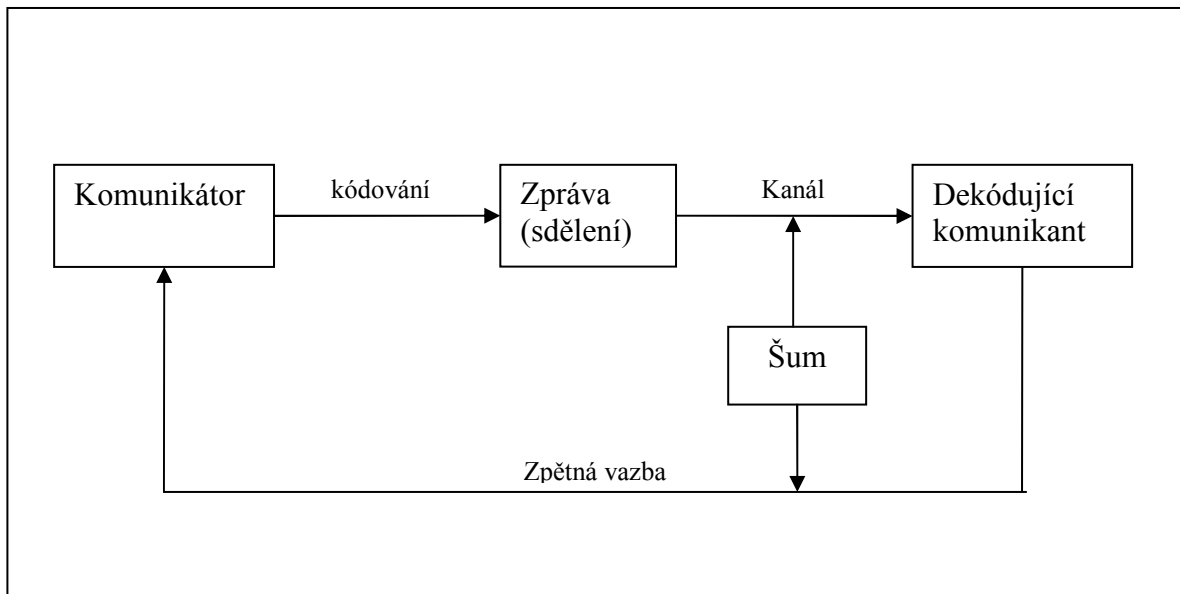 Komunikátor
kódování
Zpráva
(sdělení)
Kanál
Dekódující
komunikant
Šum
Zpětná vazba